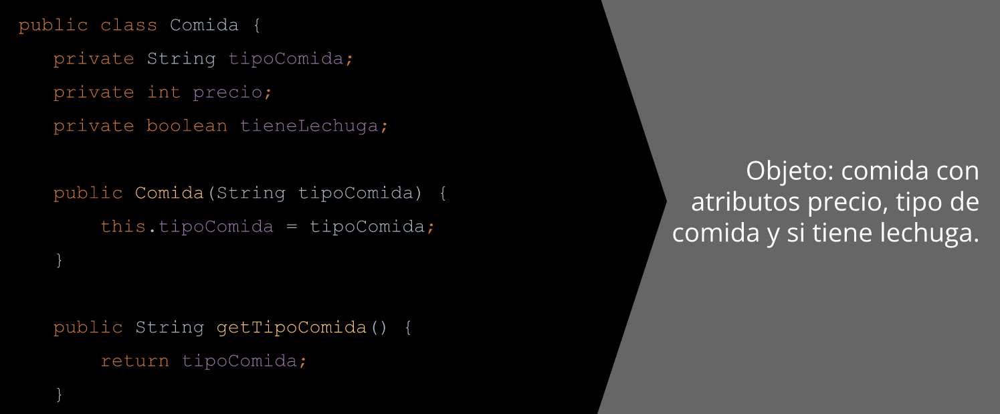 public class Comida {
private String tipoComida;
private int precio;
private boolean tieneLechuga;
public Comida(String tipoComida) {
this.tipoComida = tipoComida;
}
public String getTipoComida() {
return tipoComida;
}
Objeto: comida con
atributos precio, tipo de
comida y si tiene lechuga.